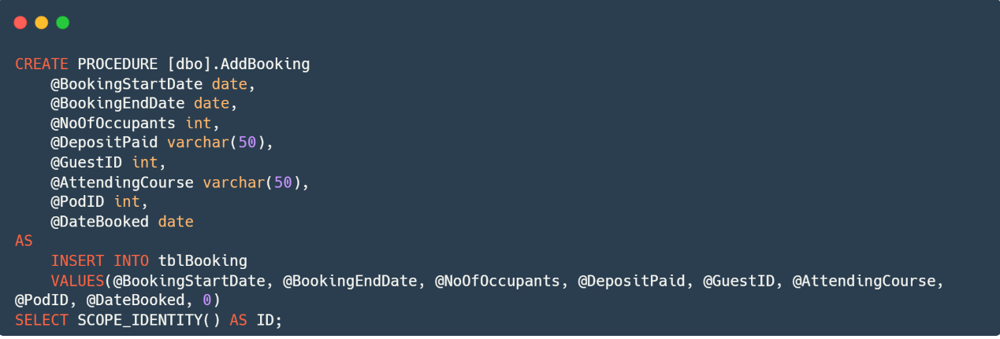 CREATE PROCEDURE [dbo].AddBooking
    @BookingStartDate date,
    @BookingEndDate date,
    @NoOfOccupants int,
    @DepositPaid varchar(50),
    @GuestID int,
    @AttendingCourse varchar(50),
    @PodID int,
    @DateBooked date
AS
    INSERT INTO tblBooking
    VALUES(@BookingStartDate, @BookingEndDate, @NoOfOccupants, @DepositPaid, @GuestID, @AttendingCourse,
@PodID, @DateBooked, 0)
SELECT SCOPE_IDENTITY() AS ID;